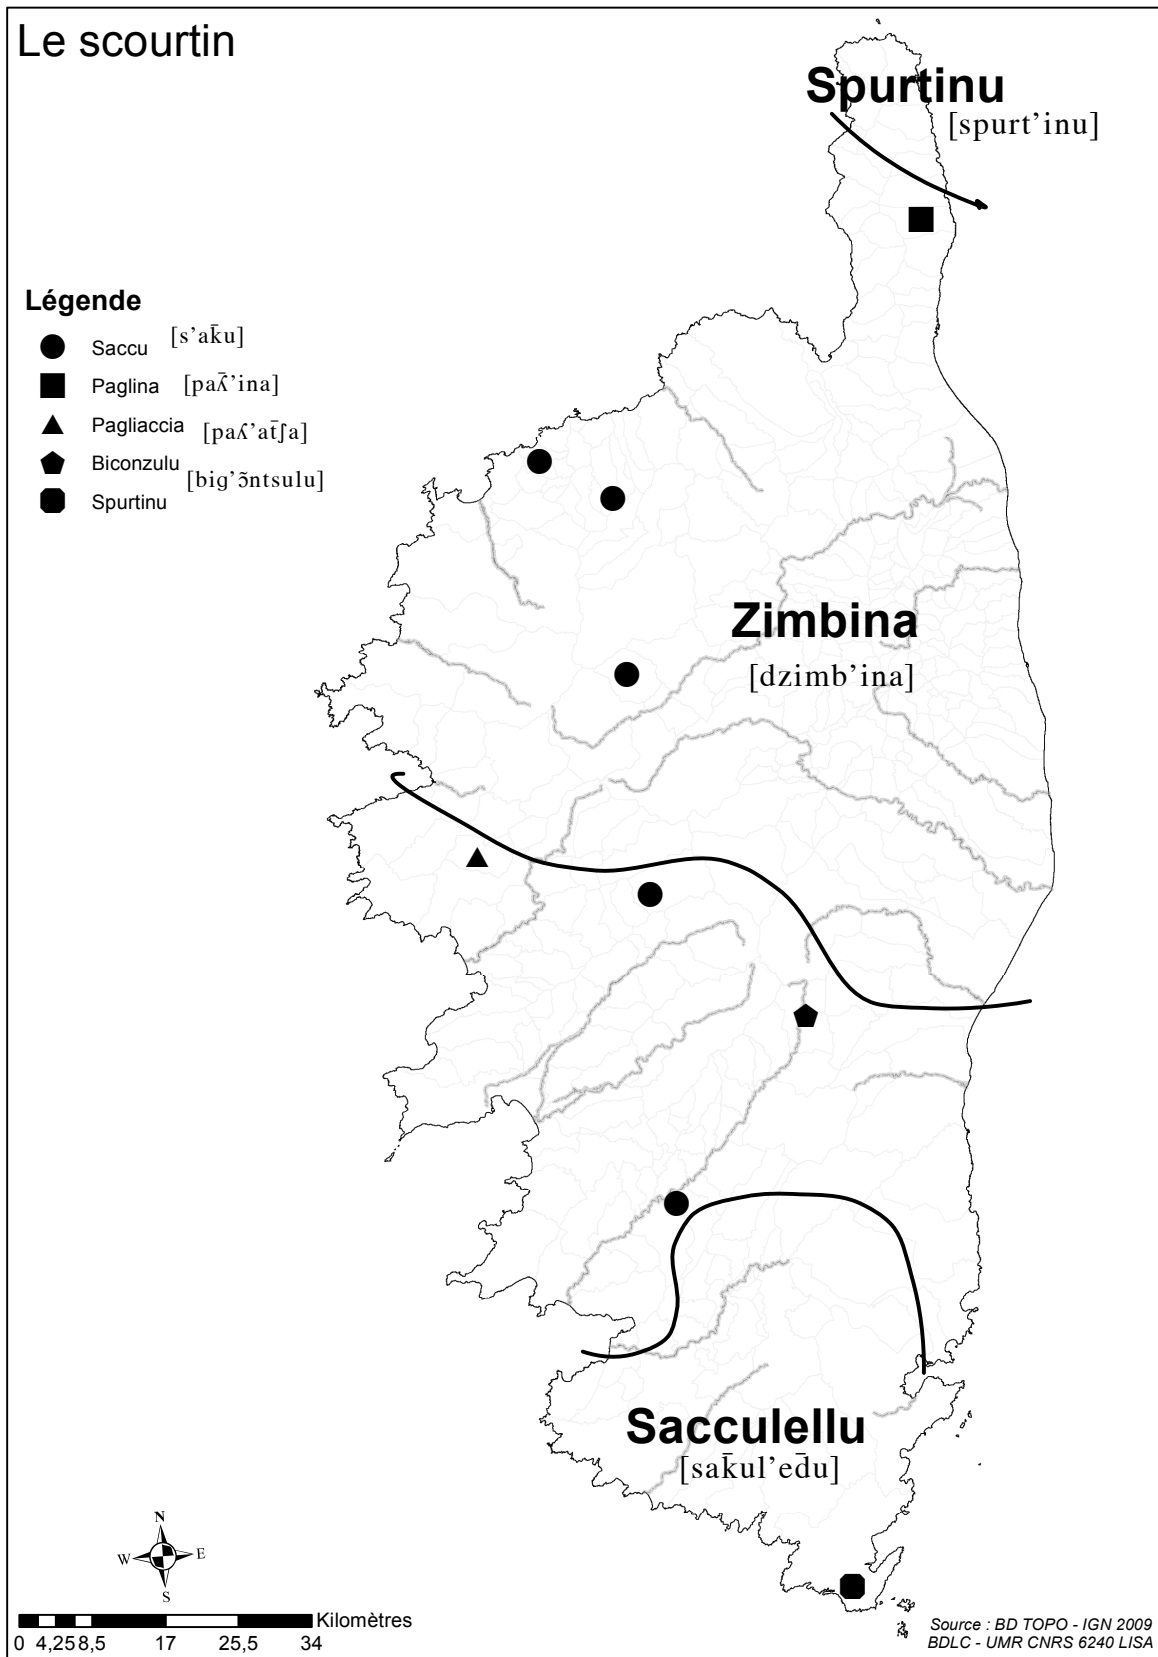 Le scourtin
Spurtinu
[spurt’inu]
Légende
Saccu [s’ak̄u]
Paglina [paʎ̄’ina]
Pagliaccia [paʎ’at̄ʃa]
Biconzulu [big’ɔ̃ntsulu]
Spurtinu
Zimbina
[dzimb’ina]
Sacculellu
[sak̄ul’ed̄u]
N
W E
S
Kilomètres
0 4,25 8,5 17 25,5 34
Source : BD TOPO - IGN 2009
BDLC - UMR CNRS 6240 LISA